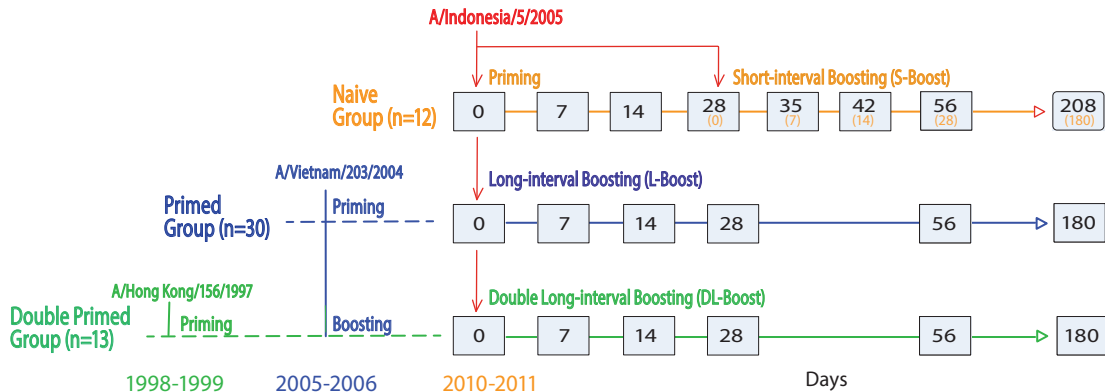 A/Indonesia/5/2005
Priming
Short-interval Boosting (S-Boost)
Naive
Group (n=12)
0 7 14 28 35 42 56 208
(0) (7) (14) (28) (180)
A/Vietnam/203/2004
Long-interval Boosting (L-Boost)
Primed
Group (n=30)
Priming
0 7 14 28 56 180
A/Hong Kong/156/1997
Double Long-interval Boosting (DL-Boost)
Double Primed
Group (n=13)
Priming
Boosting
0 7 14 28 56 180
1998-1999 2005-2006 2010-2011 Days